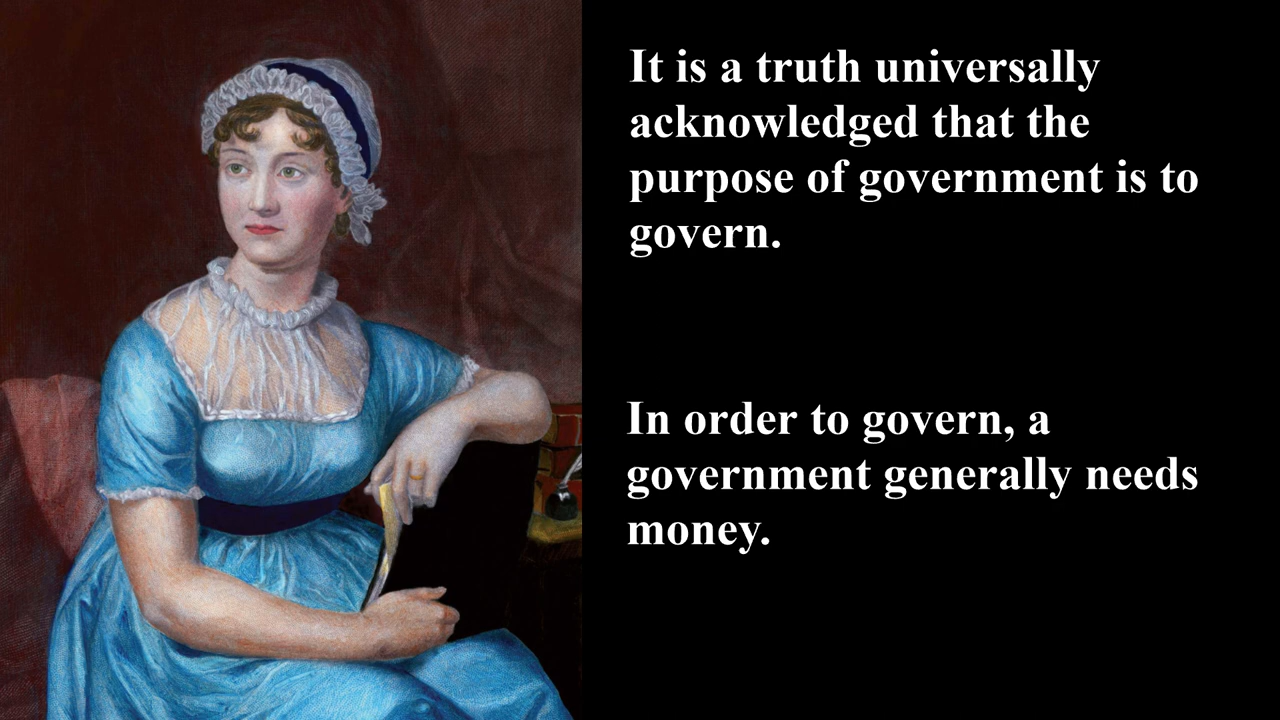 It is a truth universally
acknowledged that the
purpose of government is to
govern.
In order to govern, a
government generally needs
money.